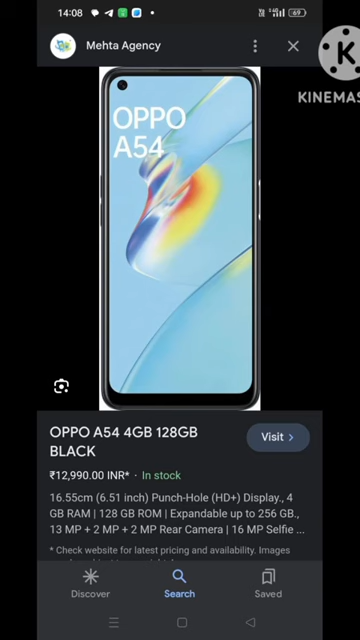 14:08
69
Mehta Agency
K
KINEMAS
OPPO
A54
OPPO A54 4GB 128GB
BLACK
Visit
₹12,990.00 INR* · In stock
16.55cm (6.51 inch) Punch-Hole (HD+) Display., 4
GB RAM | 128 GB ROM | Expandable up to 256 GB.,
13 MP + 2 MP + 2 MP Rear Camera | 16 MP Selfie ...
* Check website for latest pricing and availability. Images
Discover
Search
Saved